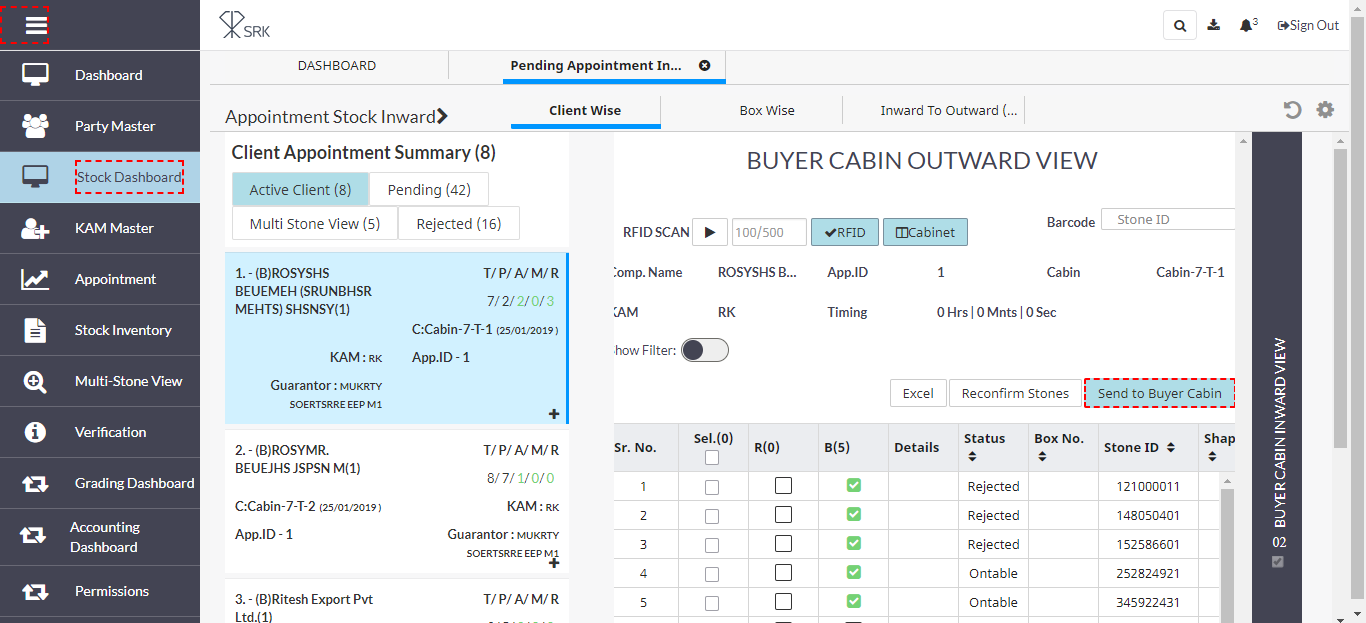 SRK
3
Sign Out
Dashboard
Party Master
Stock Dashboard
KAM Master
Appointment
Stock Inventory
Multi-Stone View
Verification
Grading Dashboard
Accounting
Dashboard
Permissions
DASHBOARD
Pending Appointment In...
Appointment Stock Inward
Client Wise
Box Wise
Inward To Outward (...
Client Appointment Summary (8)
Active Client (8)
Pending (42)
Multi Stone View (5)
Rejected (16)
1. - (B)ROSYSHS
BEUEMEH (SRUNBHSR
MEHTS) SHSNSY(1)
T/ P/ A/ M/ R
7/ 2/ 2/ 0/ 3
C:Cabin-7-T-1 (25/01/2019 )
KAM : RK
App.ID - 1
Guarantor : MUKRTY
SOERTSRRE EEP M1
2. - (B)ROSYMR.
BEUEJHS JSPSN M(1)
T/ P/ A/ M/ R
8/ 7/ 1/ 0/ 0
C:Cabin-7-T-2 (25/01/2019 )
KAM : RK
App.ID - 1
Guarantor : MUKRTY
SOERTSRRE EEP M1
3. - (B)Ritesh Export Pvt
Ltd.(1)
T/ P/ A/ M/ R
BUYER CABIN OUTWARD VIEW
RFID SCAN
100/500
RFID
Cabinet
Barcode
Stone ID
Comp. Name
ROSYSHS B...
App.ID
1
Cabin
Cabin-7-T-1
KAM
RK
Timing
0 Hrs | 0 Mnts | 0 Sec
Show Filter:
Excel
Reconfirm Stones
Send to Buyer Cabin
Sr. No. Sel.(0) R(0) B(5) Details Status Box No. Stone ID Shap
1 Rejected 121000011
2 Rejected 148050401
3 Rejected 152586601
4 Ontable 252824921
5 Ontable 345922431
BUYER CABIN INWARD VIEW
02